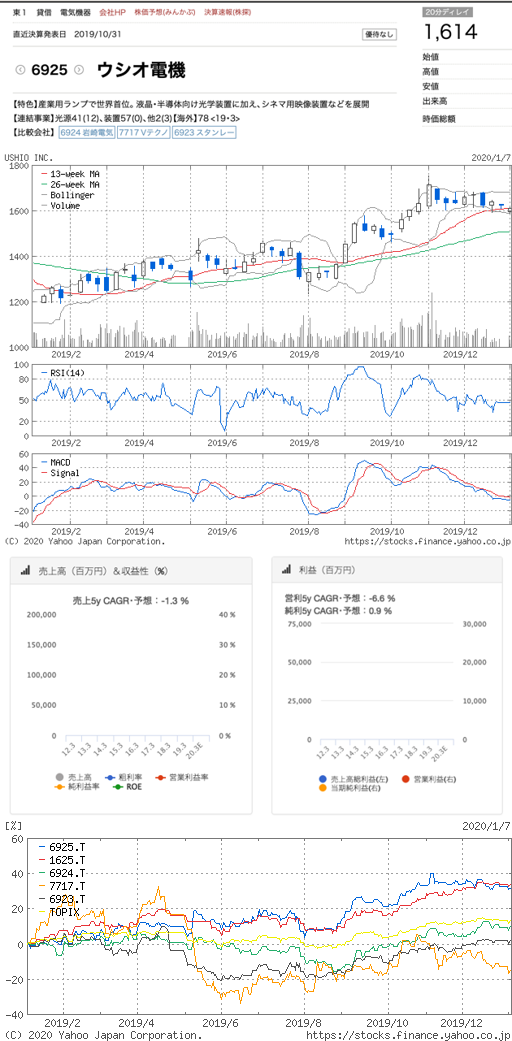 東1 貸借 電気機器 会社HP 株価予想(みんかぶ) 決算速報(株探)
直近決算発表日 2019/10/31 優待なし
20分ディレイ
1,614
6925 ウシオ電機
始値
高値
安値
出来高
時価総額
【特色】産業用ランプで世界首位。液晶・半導体向け光学装置に加え、シネマ用映像装置などを展開
【連結事業】光源41(12)、装置57(0)、他2(3)【海外】78 <19・3>
【比較会社】 6924 岩崎電気 7717 Vテクノ 6923 スタンレー
USHIO INC. 2020/1/7
13-week MA
26-week MA
Bollinger
Volume
1800
1600
1400
1200
1000
2019/2 2019/4 2019/6 2019/8 2019/10 2019/12
RSI(14)
100
80
60
40
20
0
2019/2 2019/4 2019/6 2019/8 2019/10 2019/12
MACD
Signal
60
40
20
0
-20
-40
2019/2 2019/4 2019/6 2019/8 2019/10 2019/12
(C) 2020 Yahoo Japan Corporation. https://stocks.finance.yahoo.co.jp
売上高（百万円）＆収益性（%）
売上5y CAGR・予想：-1.3 %
200,000 40 %
150,000 30 %
100,000 20 %
50,000 10 %
0 0 %
12.3 13.3 14.3 15.3 16.3 17.3 18.3 19.3 20.3E
売上高 粗利率 営業利益率
純利益率 ROE
利益（百万円）
営利5y CAGR・予想：-6.6 %
純利5y CAGR・予想：0.9 %
75,000 30,000
50,000 20,000
25,000 10,000
0 0
12.3 13.3 14.3 15.3 16.3 17.3 18.3 19.3 20.3E
売上高総利益(左) 営業利益(右)
当期純利益(右)
[%] 2020/1/7
6925.T
1625.T
6924.T
7717.T
6923.T
TOPIX
60
40
20
0
-20
-40
2019/2 2019/4 2019/6 2019/8 2019/10 2019/12
(C) 2020 Yahoo Japan Corporation. https://stocks.finance.yahoo.co.jp